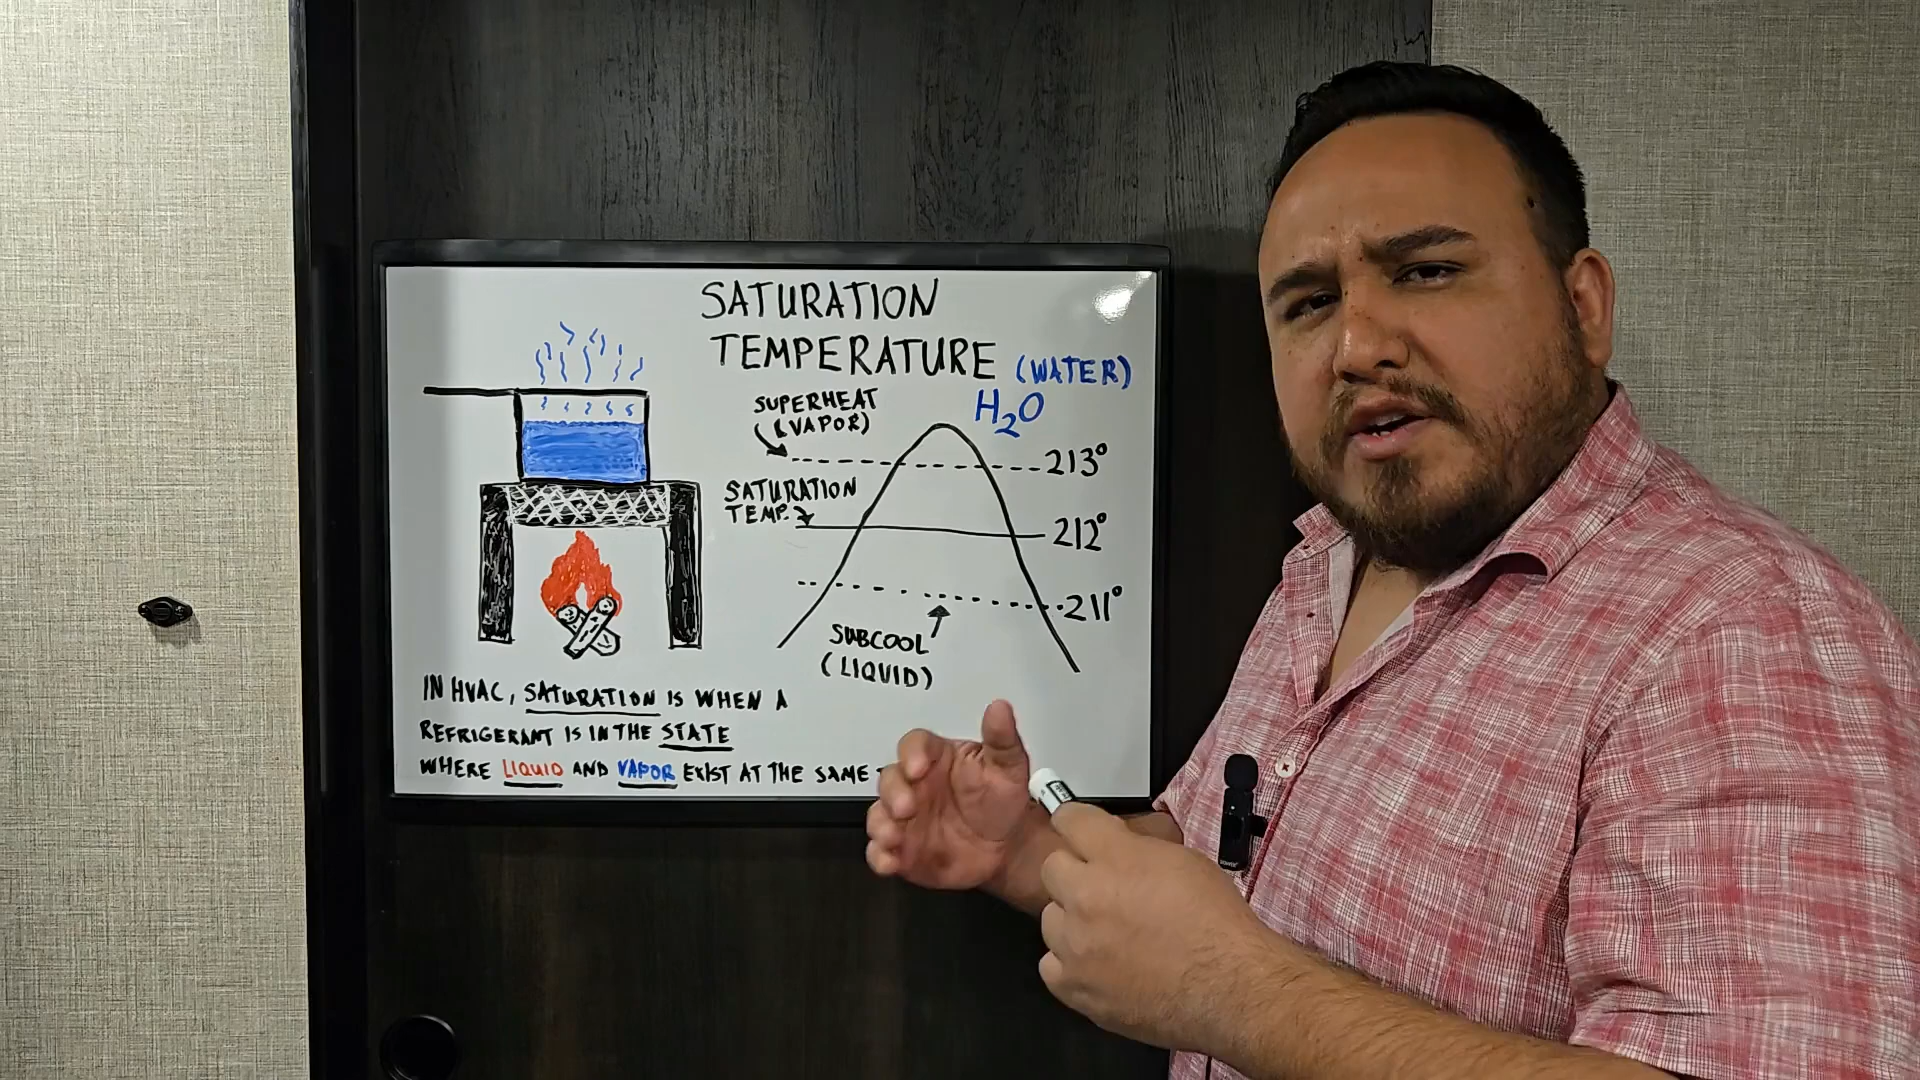 SATURATION
TEMPERATURE (WATER)
H₂O
SUPERHEAT
(VAPOR)
213°
SATURATION
TEMP.
212°
211°
SUBCOOL
(LIQUID)
IN HVAC, SATURATION IS WHEN A
REFRIGERANT IS IN THE STATE
WHERE LIQUID AND VAPOR EXIST AT THE SAME